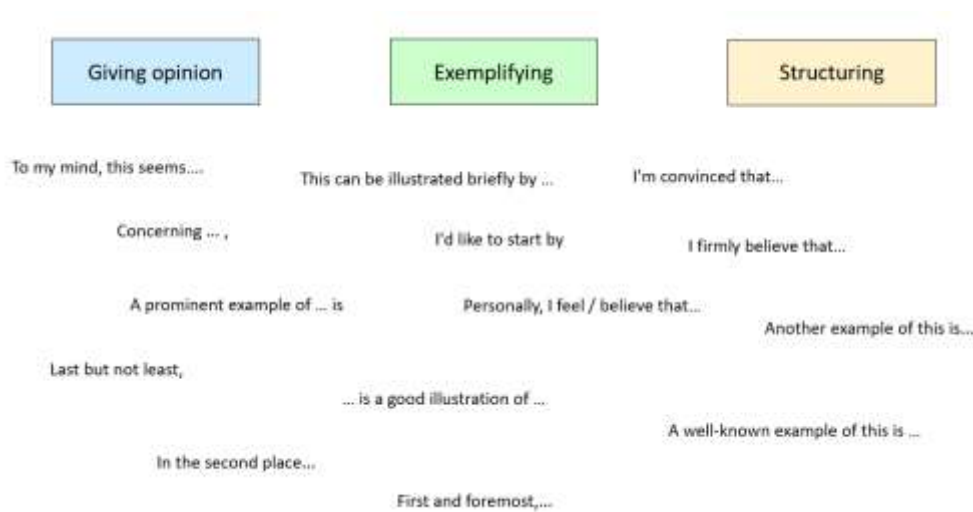 Giving opinion
Exemplifying
Structuring
To my mind, this seems....
This can be illustrated briefly by ...
I'm convinced that...
Concerning ... ,
I'd like to start by
I firmly believe that...
A prominent example of ... is
Personally, I feel / believe that...
Another example of this is...
Last but not least,
... is a good illustration of ...
A well-known example of this is ...
In the second place...
First and foremost,...